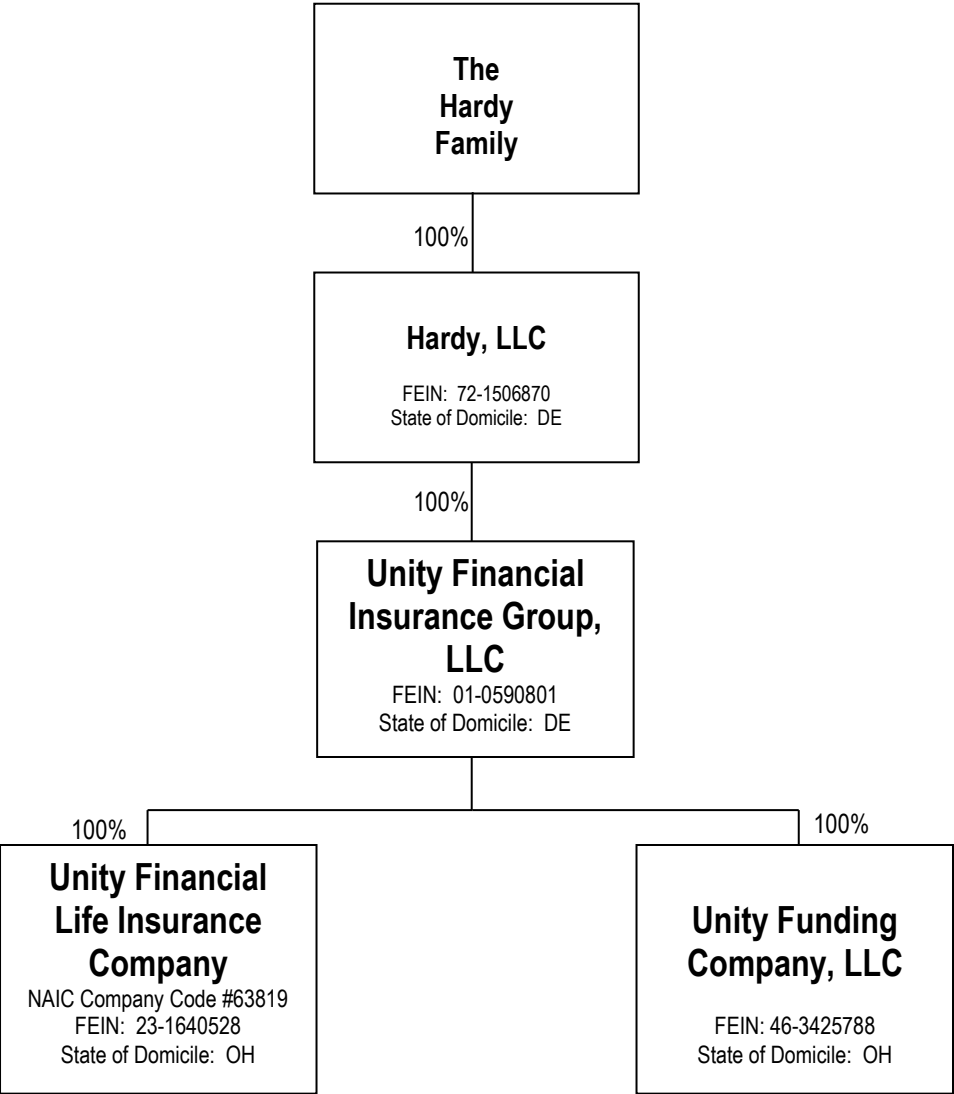 The
Hardy
Family
100%
Hardy, LLC
FEIN: 72-1506870
State of Domicile: DE
100%
Unity Financial
Insurance Group,
LLC
FEIN: 01-0590801
State of Domicile: DE
100%
Unity Financial
Life Insurance
Company
NAIC Company Code #63819
FEIN: 23-1640528
State of Domicile: OH
100%
Unity Funding
Company, LLC
FEIN: 46-3425788
State of Domicile: OH